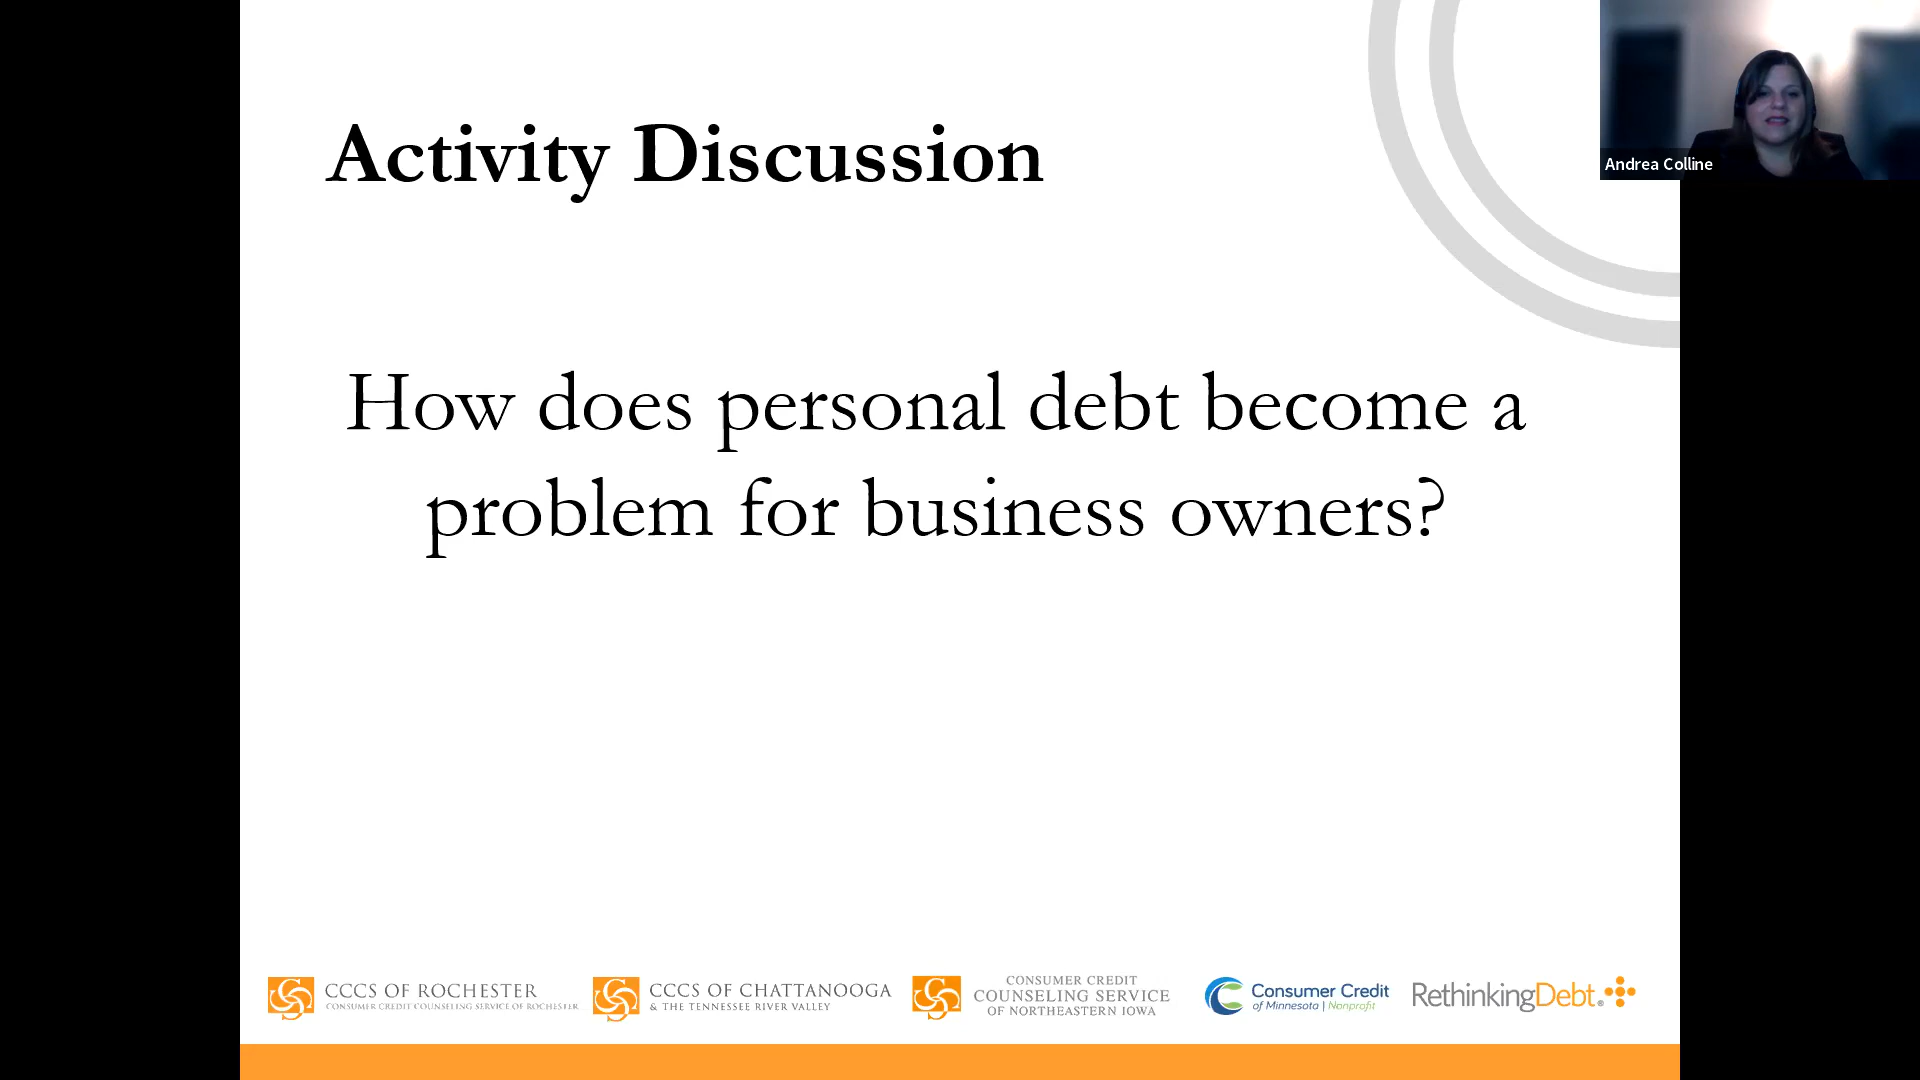 Activity Discussion
Andrea Colline
How does personal debt become a
problem for business owners?
CCCS OF ROCHESTER
CONSUMER CREDIT COUNSELING SERVICE OF ROCHESTER
CCCS OF CHATTANOOGA
& THE TENNESSEE RIVER VALLEY
CONSUMER CREDIT
COUNSELING SERVICE
OF NORTHEASTERN IOWA
Consumer Credit
of Minnesota | Nonprofit
RethinkingDebt®